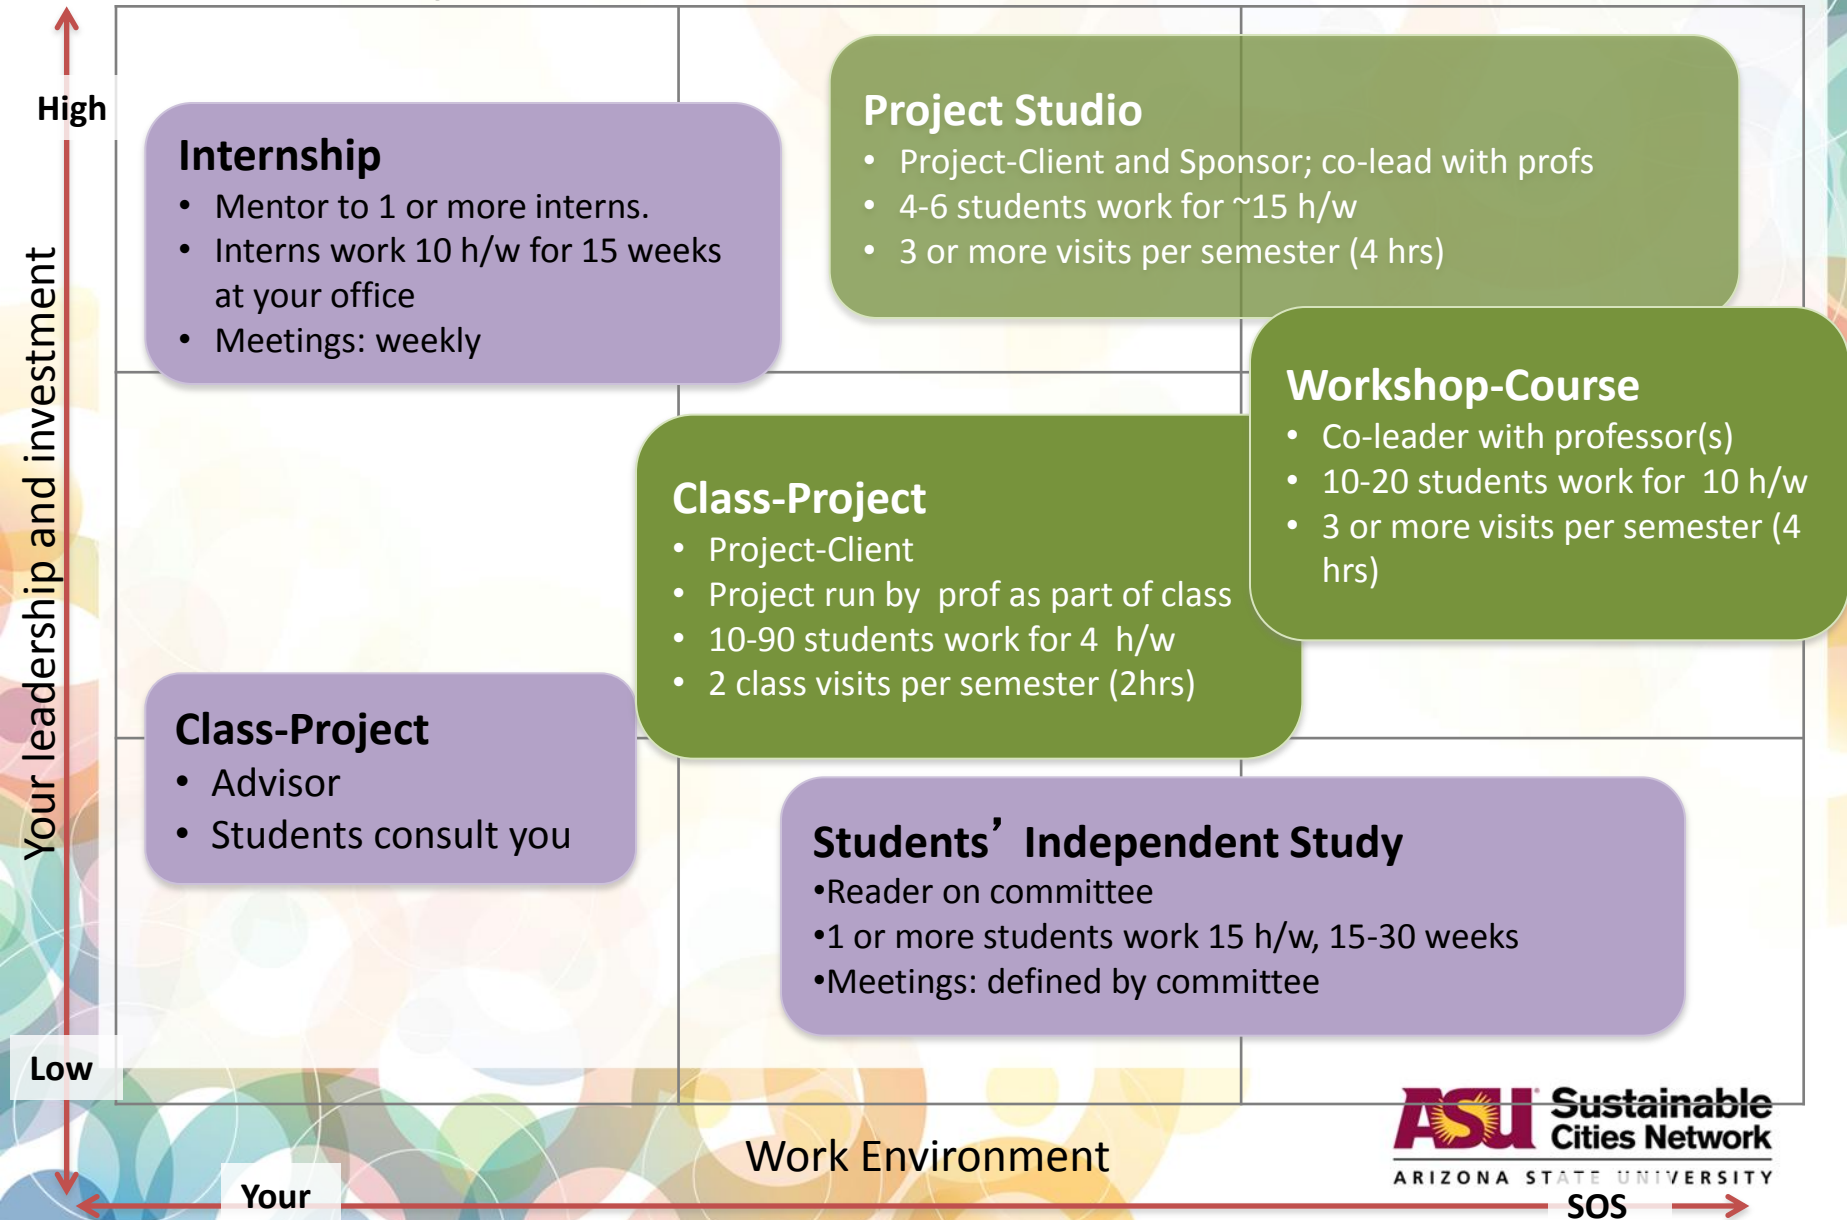 High
Your leadership and investment
Low
Internship
• Mentor to 1 or more interns.
• Interns work 10 h/w for 15 weeks
at your office
• Meetings: weekly
Project Studio
• Project-Client and Sponsor; co-lead with profs
• 4-6 students work for ~15 h/w
• 3 or more visits per semester (4 hrs)
Workshop-Course
• Co-leader with professor(s)
• 10-20 students work for 10 h/w
• 3 or more visits per semester (4
hrs)
Class-Project
• Project-Client
• Project run by prof as part of class
• 10-90 students work for 4 h/w
• 2 class visits per semester (2hrs)
Class-Project
• Advisor
• Students consult you
Students’ Independent Study
•Reader on committee
•1 or more students work 15 h/w, 15-30 weeks
•Meetings: defined by committee
Work Environment
Your
SOS
ASU Sustainable
Cities Network
ARIZONA STATE UNIVERSITY